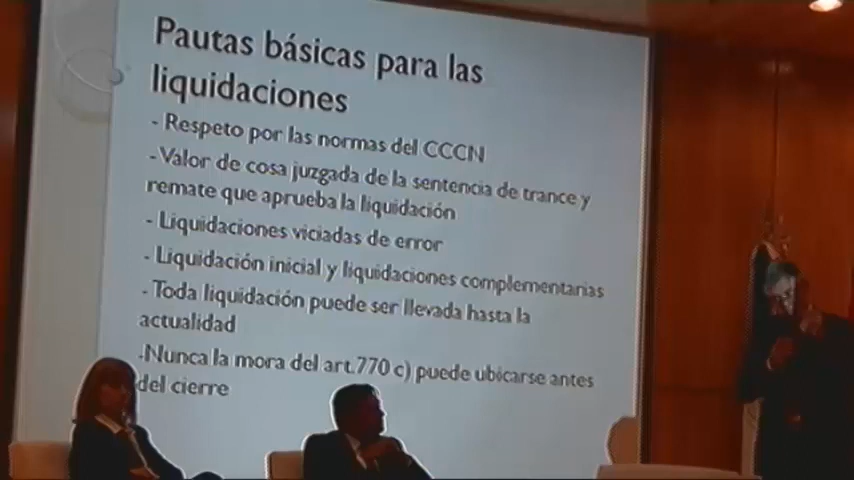 Pautas básicas para las
liquidaciones
- Respeto por las normas del CCCN
- Valor de cosa juzgada de la sentencia de trance y
remate que aprueba la liquidación
- Liquidaciones viciadas de error
- Liquidación inicial y liquidaciones complementarias
- Toda liquidación puede ser llevada hasta la
actualidad
-Nunca la mora del art.770 c) puede ubicarse antes
del cierre